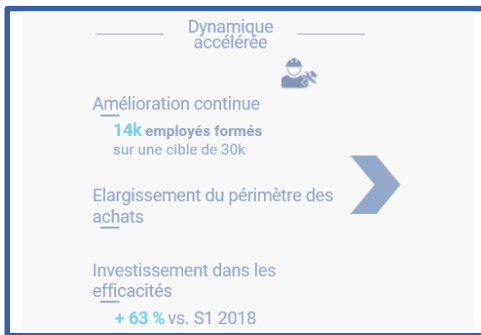 Dynamique
accélérée
Amélioration continue
14k employés formés
sur une cible de 30k
Elargissement du périmètre des
achats
Investissement dans les
efficacités
+ 63 % vs. S1 2018